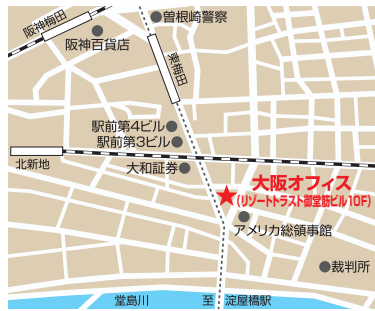 阪神梅田
曽根崎警察
阪神百貨店
東梅田
駅前第4ビル
駅前第3ビル
北新地
大和証券
大阪オフィス
(リゾートトラスト御堂筋ビル10F)
アメリカ総領事館
裁判所
堂島川
至 淀屋橋駅